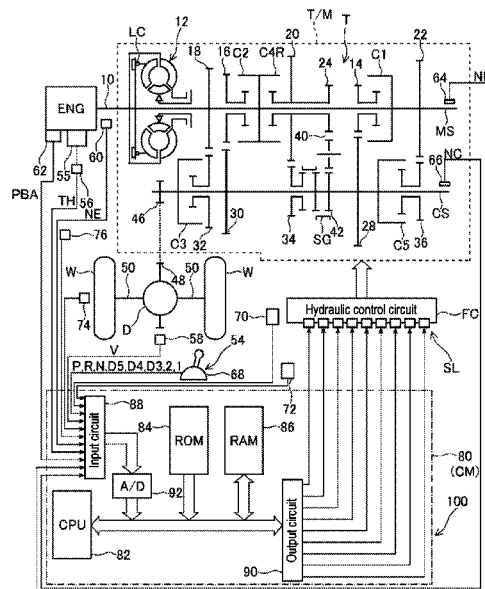 T/M
LC 12 18 16 C2 C4R 20 24 T 14 C1 22
10
ENG
64 N
MS
60
62 55
56
PBA TH NE
40
66 NC
CS
46
C3 32 30 34 SG 42 28 C5 36
76
W 50 48 50 W
74
D
58
V
70
Hydraulic control circuit
FC
54
SL
P,R,N,D5,D4,D3,2,1
68
72
88
Input circuit
84
ROM
86
RAM
80
(CM)
A/D
92
100
CPU
82
Output circuit
90